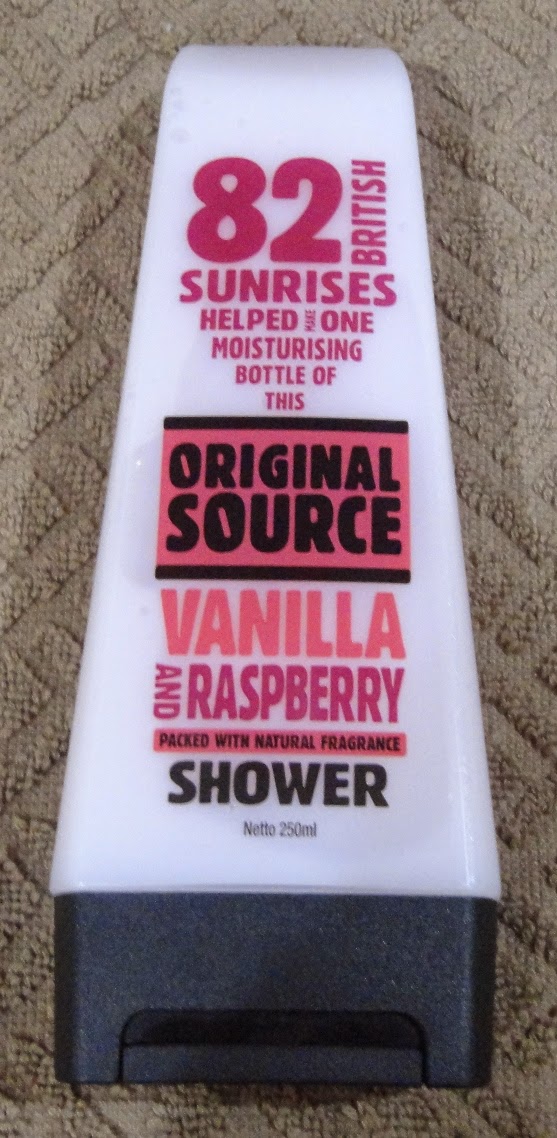 82 BRITISH
SUNRISES
HELPED MAKE ONE
MOISTURISING
BOTTLE OF
THIS
ORIGINAL
SOURCE
VANILLA
AND RASPBERRY
PACKED WITH NATURAL FRAGRANCE
SHOWER
Netto 250ml